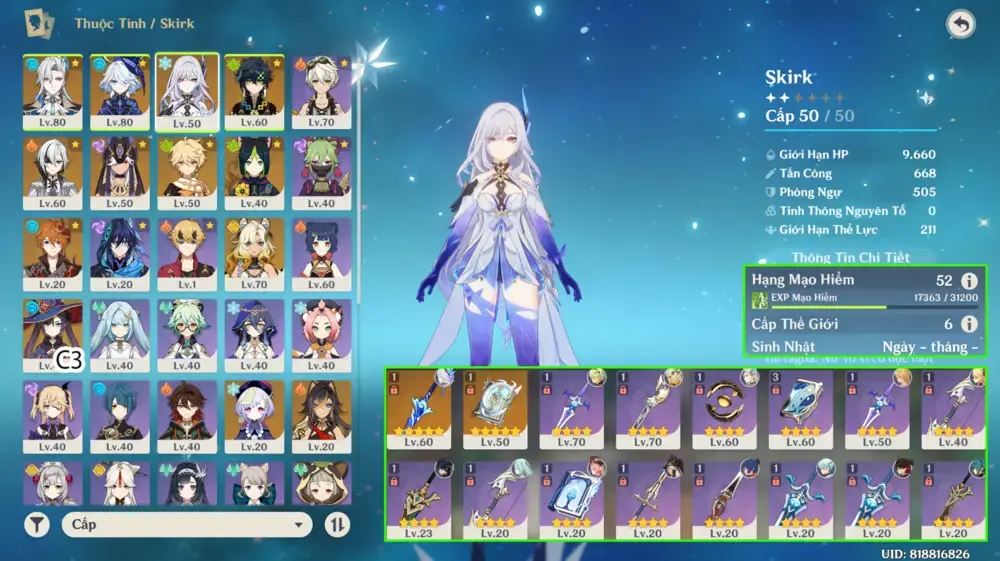 Thuộc Tính / Skirk
Lv.80
Lv.80
Lv.50
Lv.60
Lv.70
Lv.60
Lv.50
Lv.50
Lv.40
Lv.40
Lv.20
Lv.20
Lv.1
Lv.70
Lv.60
C3
Lv.40
Lv.40
Lv.40
Lv.40
Lv.40
Lv.40
Lv.40
Lv.20
Lv.20
Cấp
Skirk
Cấp 50 / 50
Giới Hạn HP 9.660
Tấn Công 668
Phòng Ngự 505
Tinh Thông Nguyên Tố 0
Giới Hạn Thể Lực 211
Thông Tin Chi Tiết
Hạng Mạo Hiểm 52
EXP Mạo Hiểm 17363 / 31200
Cấp Thế Giới 6
Sinh Nhật Ngày - tháng -
1 1 1 1 1 3 1 1
Lv.60 Lv.50 Lv.70 Lv.70 Lv.60 Lv.60 Lv.50 Lv.40
1 1 1 1 1 1 1 1
Lv.23 Lv.20 Lv.20 Lv.20 Lv.20 Lv.20 Lv.20 Lv.20
UID: 818816826